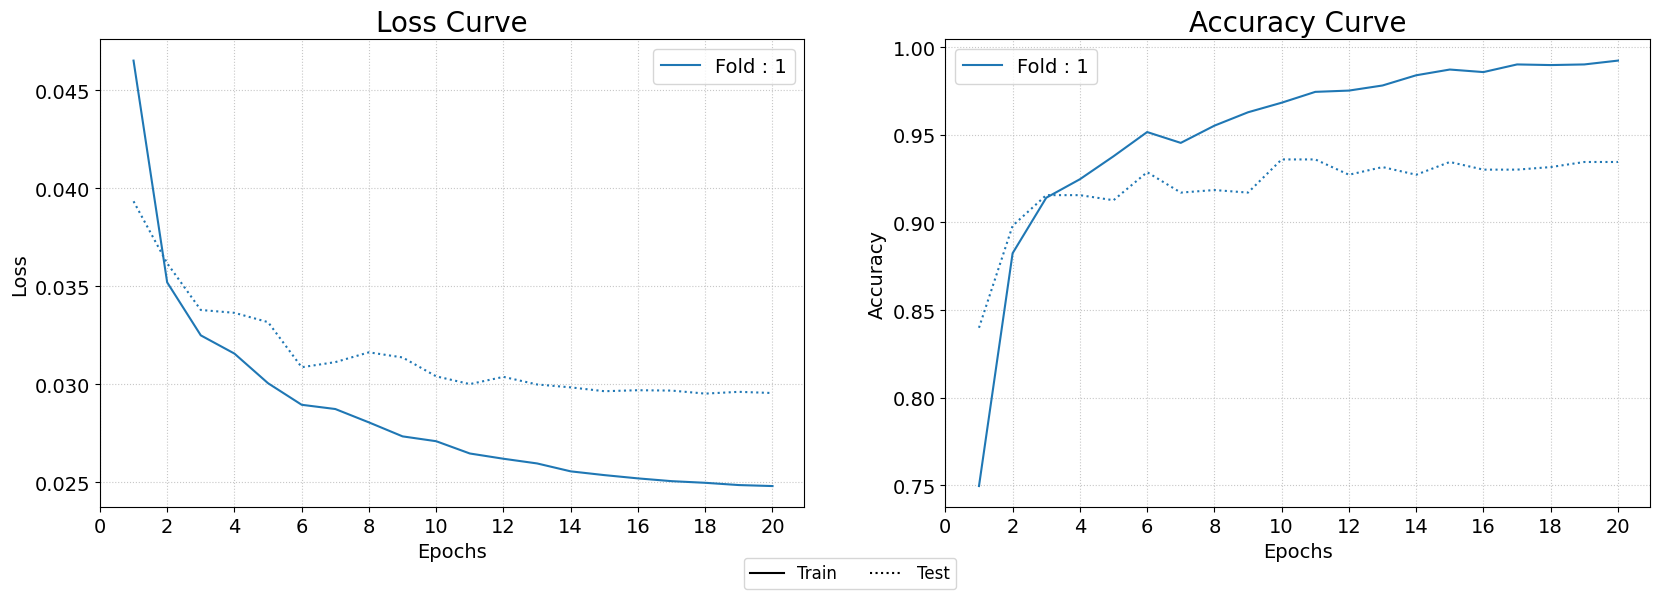 Loss Curve
Fold : 1
0.045
0.040
0.035
0.030
0.025
Loss
0 2 4 6 8 10 12 14 16 18 20
Epochs
Accuracy Curve
Fold : 1
1.00
0.95
0.90
0.85
0.80
0.75
Accuracy
0 2 4 6 8 10 12 14 16 18 20
Epochs
Train Test